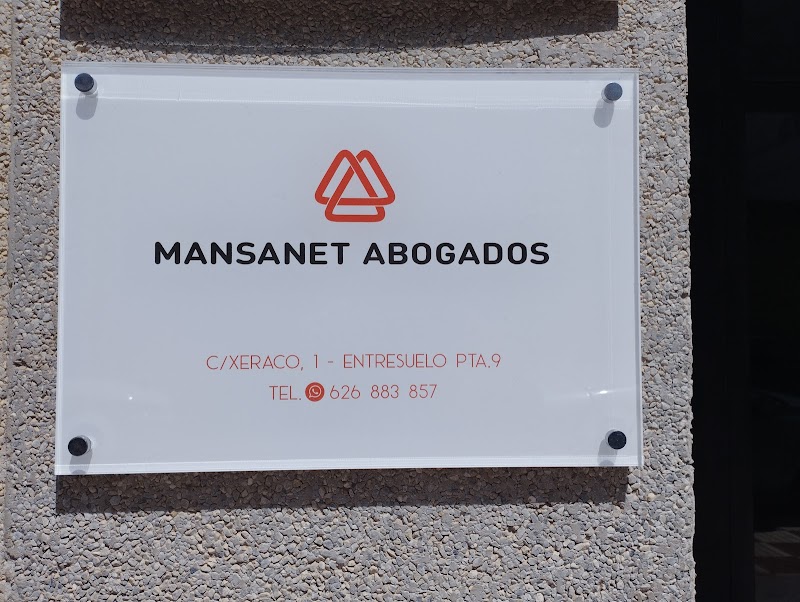 MANSANET ABOGADOS
C/XERACO, 1 - ENTRESUELO PTA.9
TEL. 626 883 857